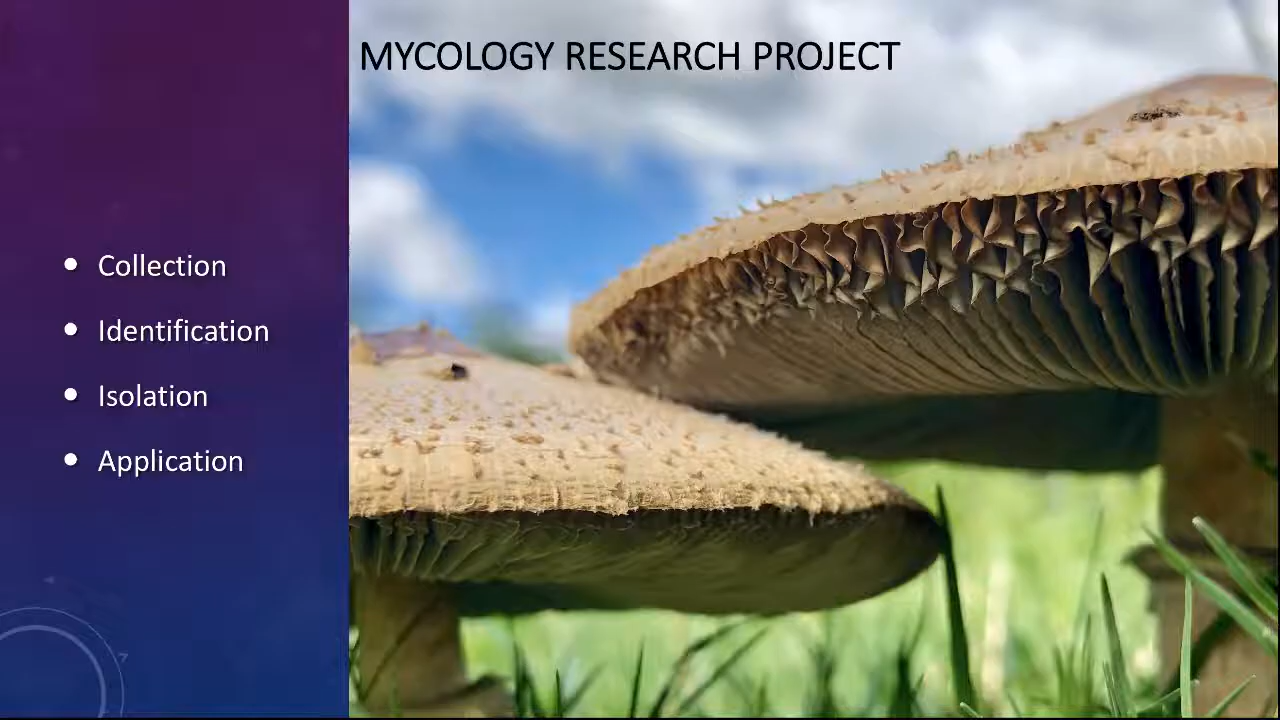 MYCOLOGY RESEARCH PROJECT
Collection
Identification
Isolation
Application